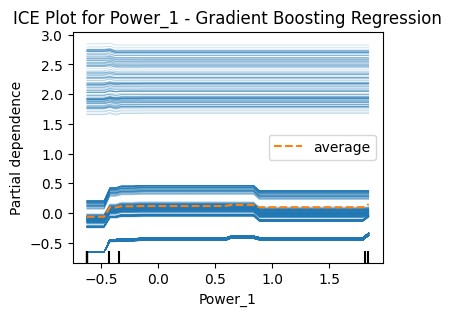 ICE Plot for Power_1 - Gradient Boosting Regression
Partial dependence
3.0
2.5
2.0
1.5
1.0
0.5
0.0
−0.5
average
−0.5 0.0 0.5 1.0 1.5
Power_1